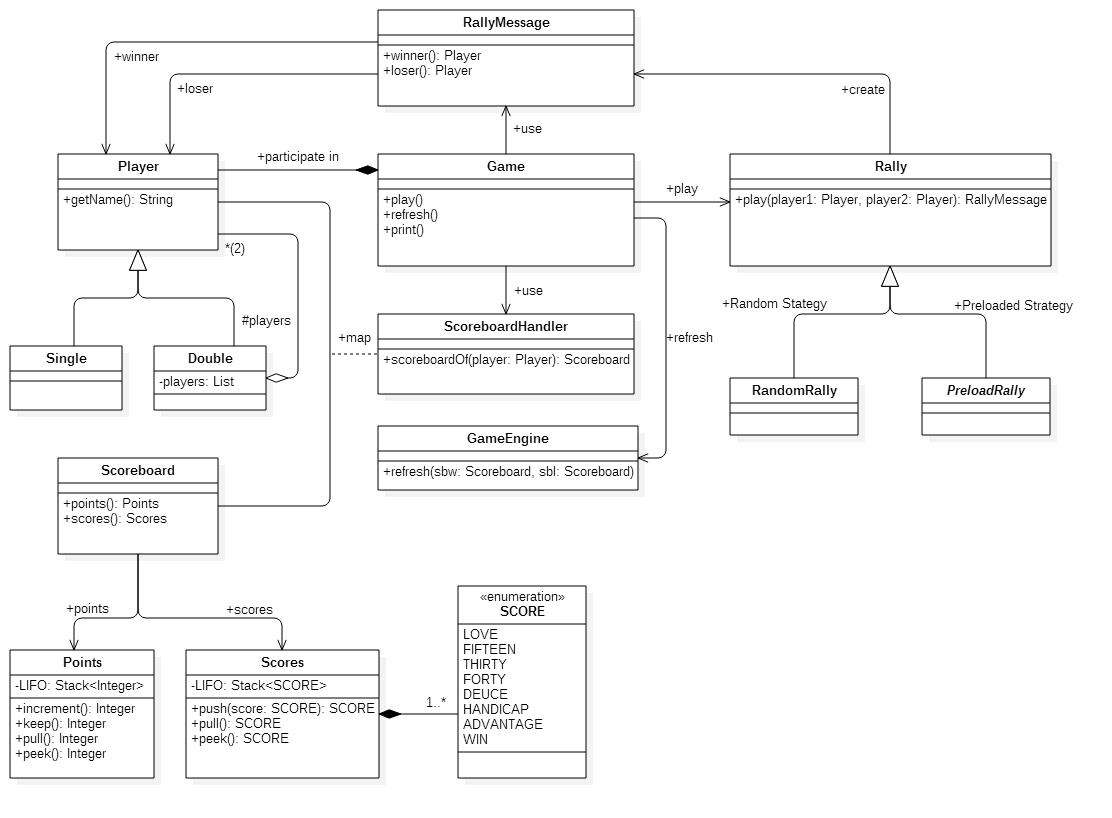 RallyMessage
+winner(): Player
+loser(): Player
+winner
+loser
+create
+use
Player
+getName(): String
+participate in
Game
+play()
+refresh()
+print()
+play
Rally
+play(player1: Player, player2: Player): RallyMessage
*(2)
#players
+use
+map
ScoreboardHandler
+scoreboardOf(player: Player): Scoreboard
+refresh
+Random Stategy
+Preloaded Strategy
Single
Double
-players: List
RandomRally
PreloadRally
GameEngine
+refresh(sbw: Scoreboard, sbl: Scoreboard)
Scoreboard
+points(): Points
+scores(): Scores
+points
+scores
Points
-LIFO: Stack<Integer>
+increment(): Integer
+keep(): Integer
+pull(): Integer
+peek(): Integer
Scores
-LIFO: Stack<SCORE>
+push(score: SCORE): SCORE
+pull(): SCORE
+peek(): SCORE
1..*
«enumeration»
SCORE
LOVE
FIFTEEN
THIRTY
FORTY
DEUCE
HANDICAP
ADVANTAGE
WIN